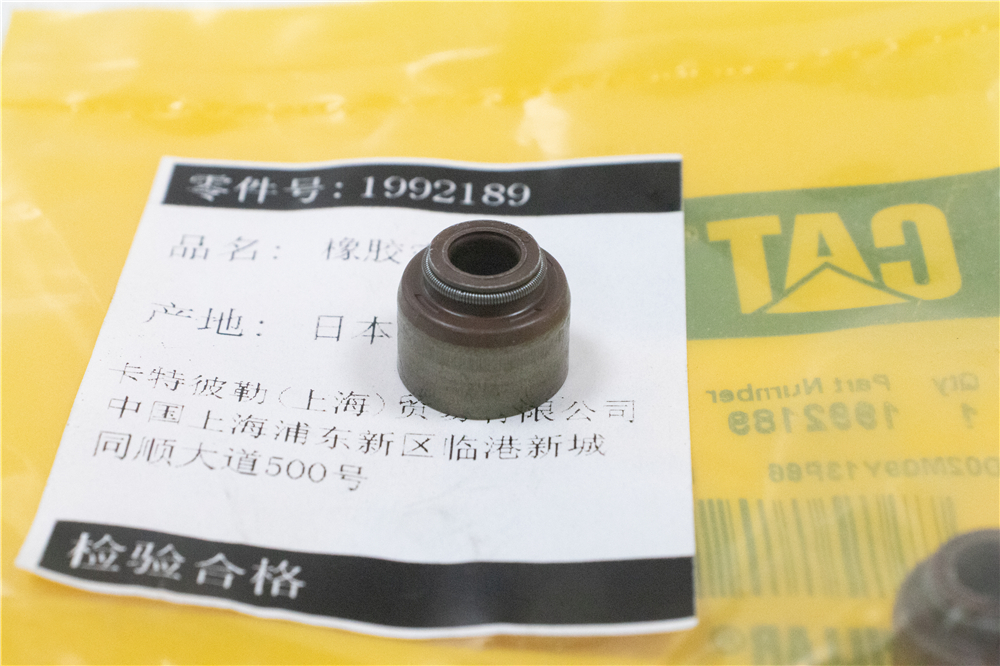 零件号: 1992189
品名: 橡胶
产地: 日本
卡特彼勒(上海)贸易有限公司
中国上海浦东新区临港新城
同顺大道500号
检验合格
CAT
Qty Part Number
1 1992189